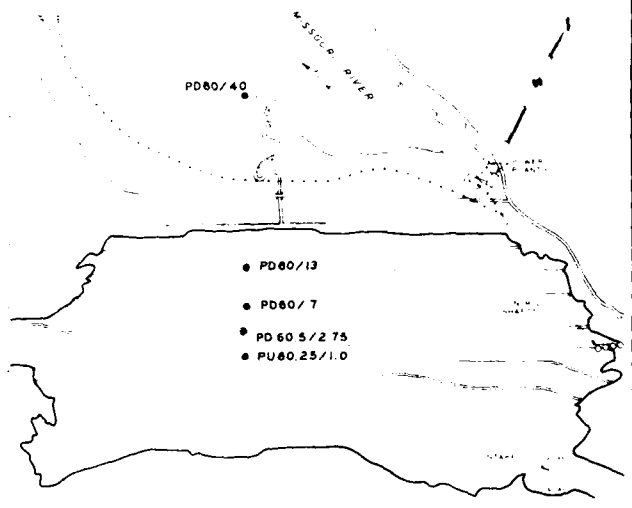 MISSOURI RIVER
PD60/40
PD60/13
PD60/7
PD 60.5/2 75
PU60.25/1.0